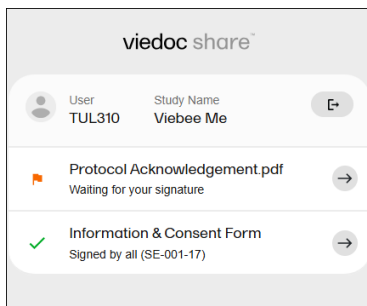 viedoc share™
User Study Name
TUL310 Viebee Me
Protocol Acknowledgement.pdf
Waiting for your signature
Information & Consent Form
Signed by all (SE-001-17)